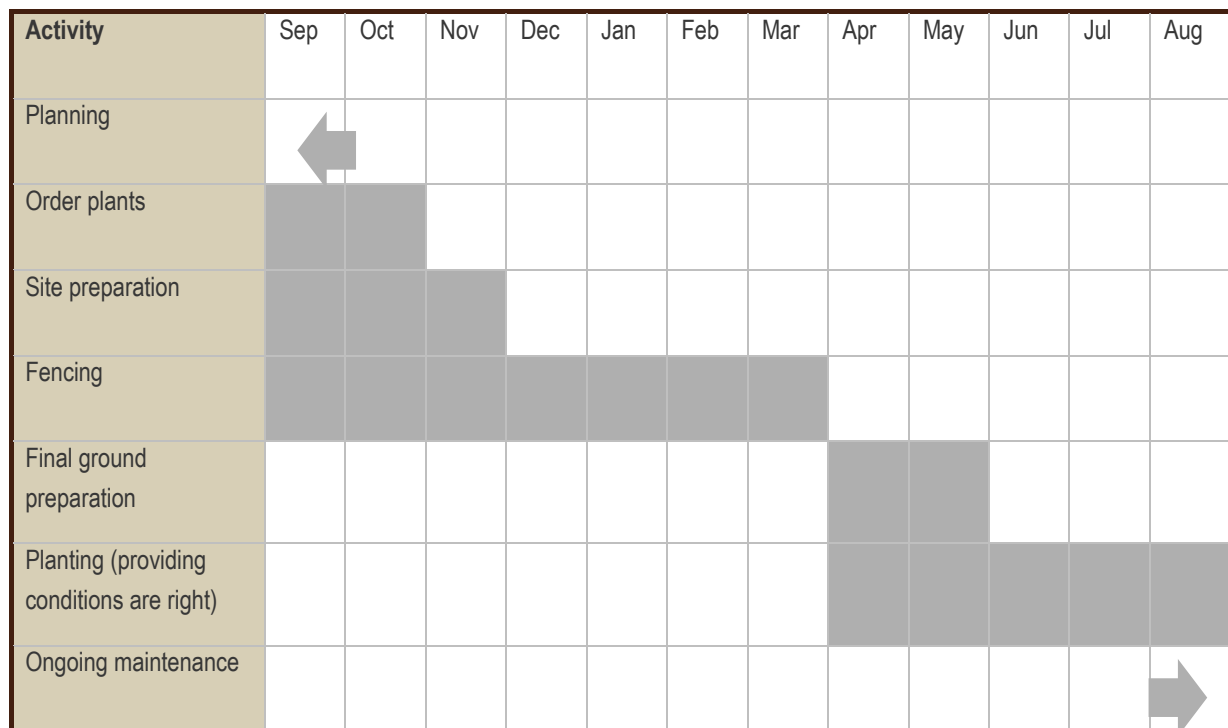 Activity Sep Oct Nov Dec Jan Feb Mar Apr May Jun Jul Aug
Planning
Order plants
Site preparation
Fencing
Final ground
preparation
Planting (providing
conditions are right)
Ongoing maintenance